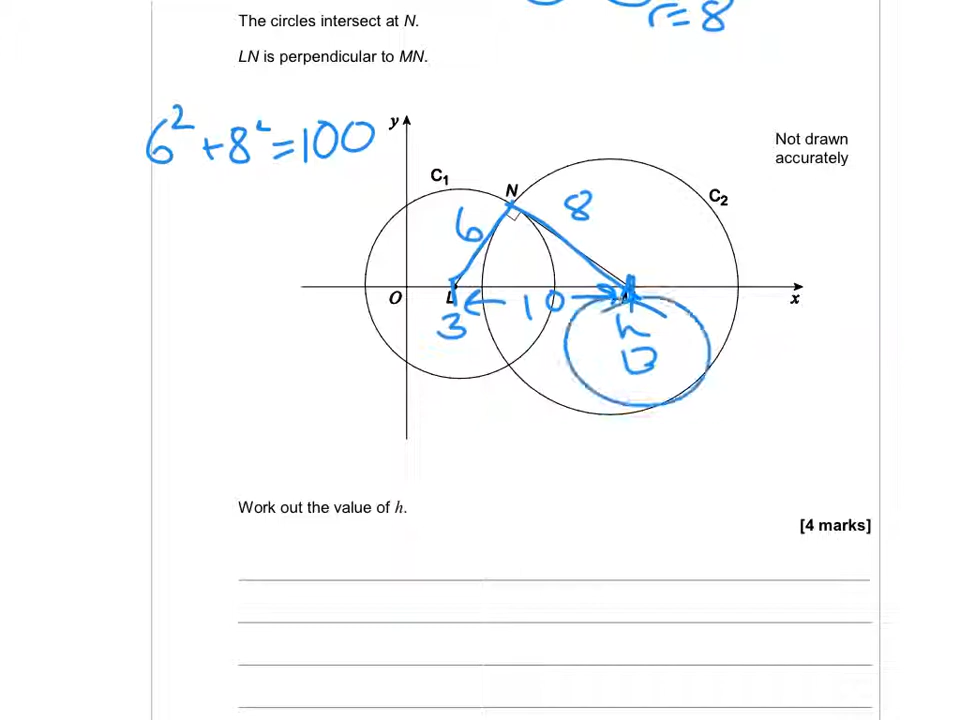 r=8
The circles intersect at N.
LN is perpendicular to MN.
6²+8²=100
y
Not drawn
accurately
C₁
N
8
C₂
6
O
L
10
x
3
h
13
Work out the value of h.
[4 marks]